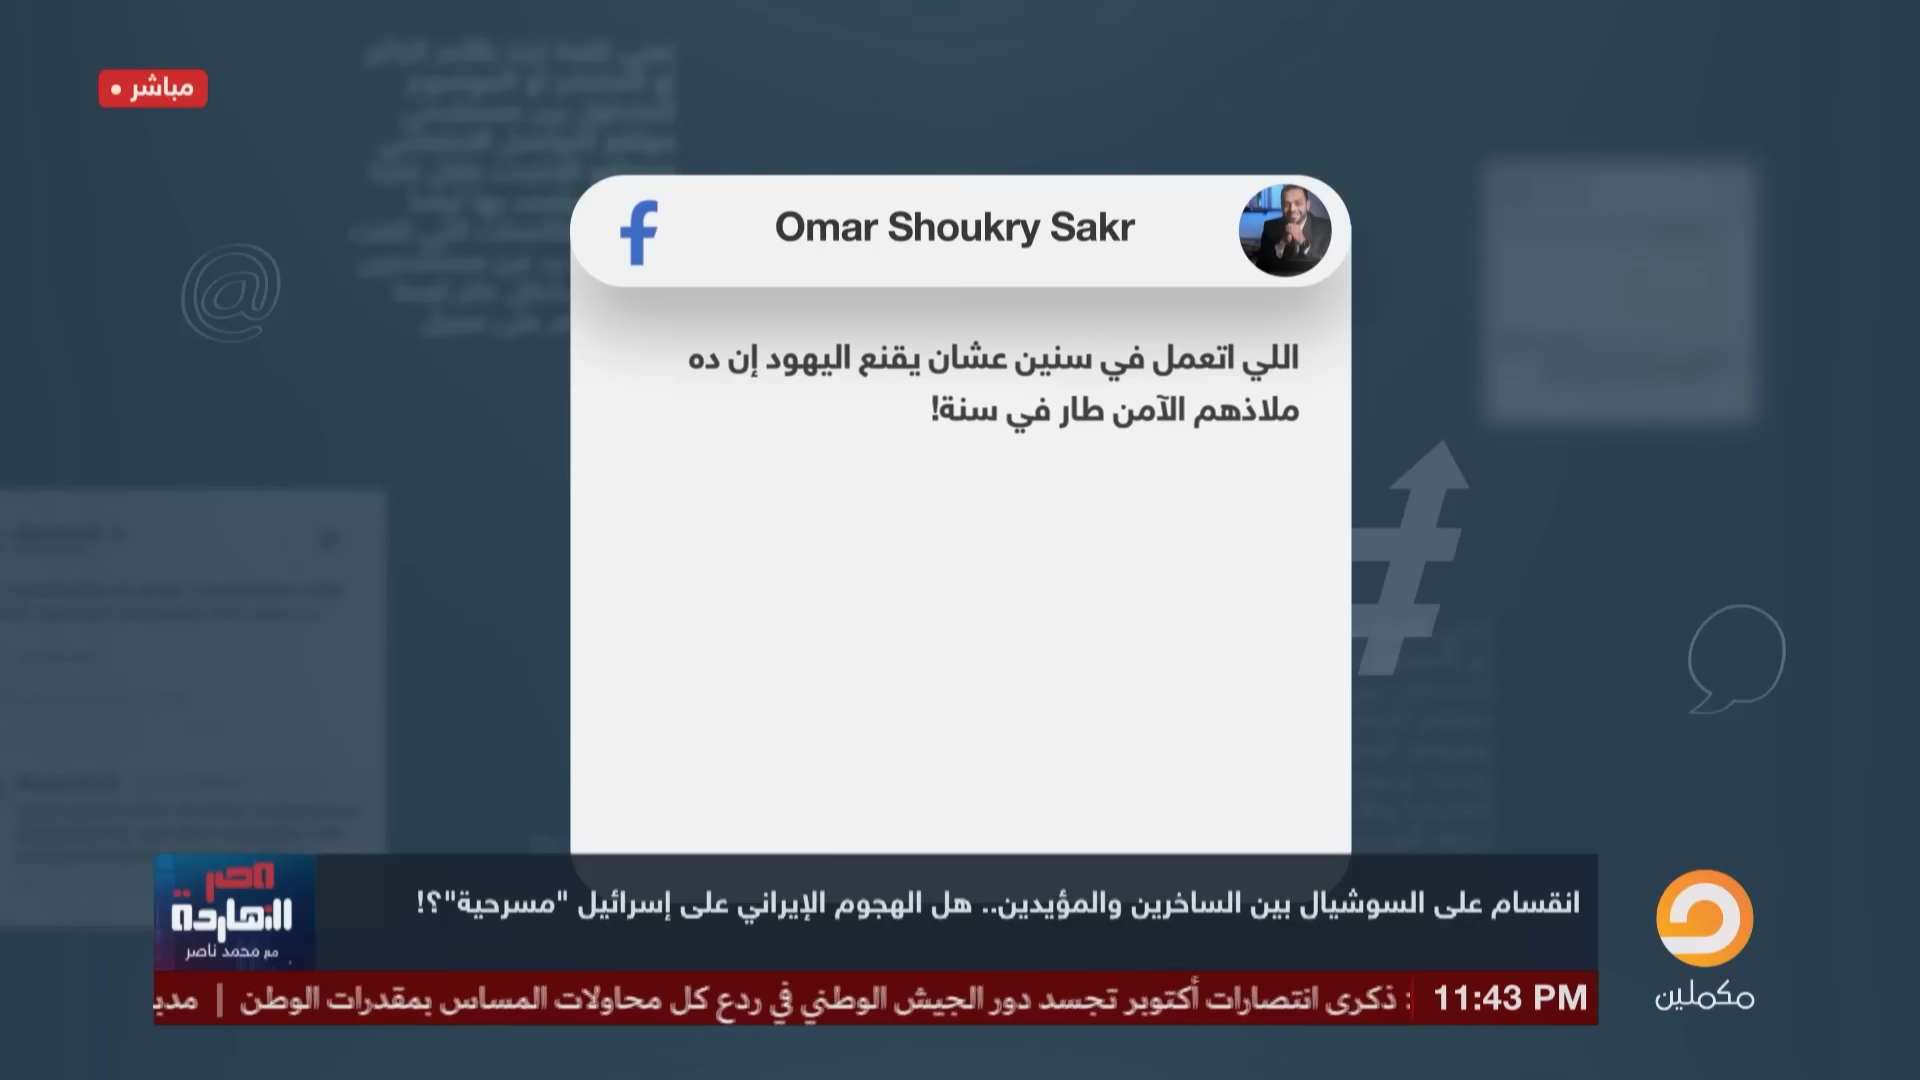 مباشر
Omar Shoukry Sakr
اللي اتعمل في سنين عشان يقنع اليهود إن ده
ملاذهم الآمن طار في سنة!
انقسام على السوشيال بين الساخرين والمؤيدين.. هل الهجوم الإيراني على إسرائيل "مسرحية"؟!
مصر
النهاردة
مع محمد ناصر
11:43 PM
: ذكرى انتصارات أكتوبر تجسد دور الجيش الوطني في ردع كل محاولات المساس بمقدرات الوطن |
مكملين